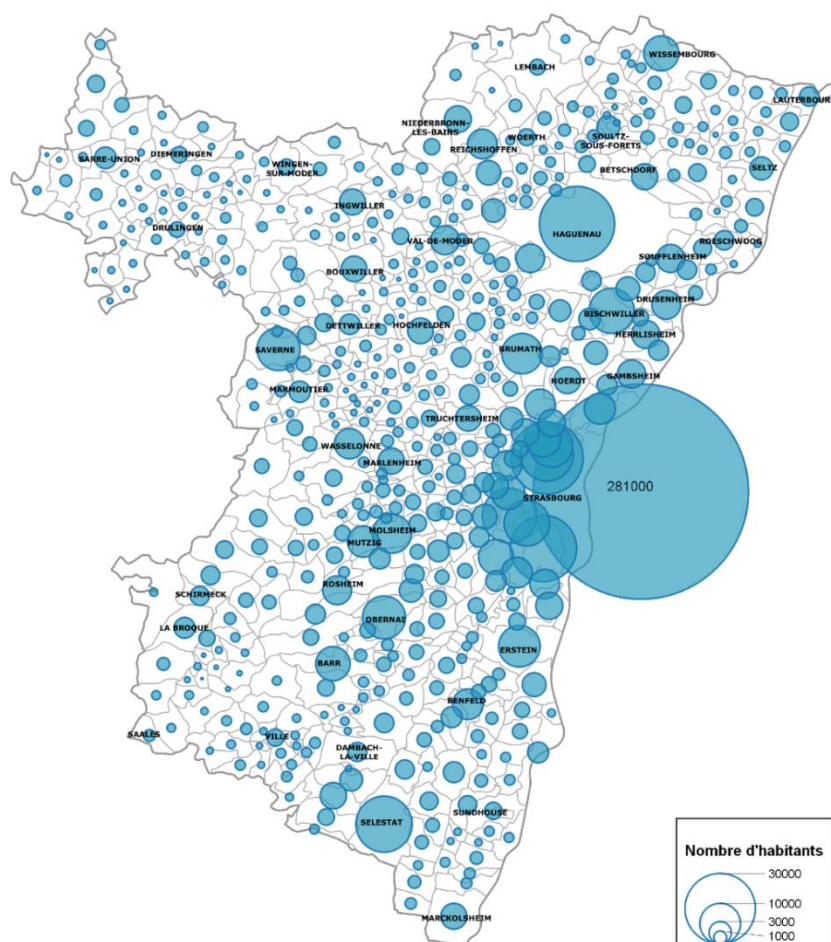 WISSEMBOURG
LEMBACH
LAUTERBOURG
NIEDERBRONN-
LES-BAINS
WOERTH
SOULTZ-
SOUS-FORETS
REICHSHOFFEN
SARRE-UNION
DIEMERINGEN
WINGEN-
SUR-MODER
BETSCHDORF
SELTZ
INGWILLER
DRULINGEN
HAGUENAU
VAL-DE-MODER
ROESCHWOOG
SOUFFLENHEIM
BOUXWILLER
DRUSENHEIM
BISCHWILLER
DETTWILLER
HOCHFELDEN
HERRLISHEIM
SAVERNE
BRUMATH
GAMBSHEIM
HOERDT
MARMOUTIER
TRUCHTERSHEIM
WASSELONNE
MARLENHEIM
281000
STRASBOURG
MOLSHEIM
MUTZIG
ROSHEIM
SCHIRMECK
OBERNAI
LA BROQUE
ERSTEIN
BARR
BENFELD
SAALES
VILLE
DAMBACH-
LA-VILLE
SUNDHOUSE
SELESTAT
MARCKOLSHEIM
Nombre d'habitants
30000
10000
3000
1000